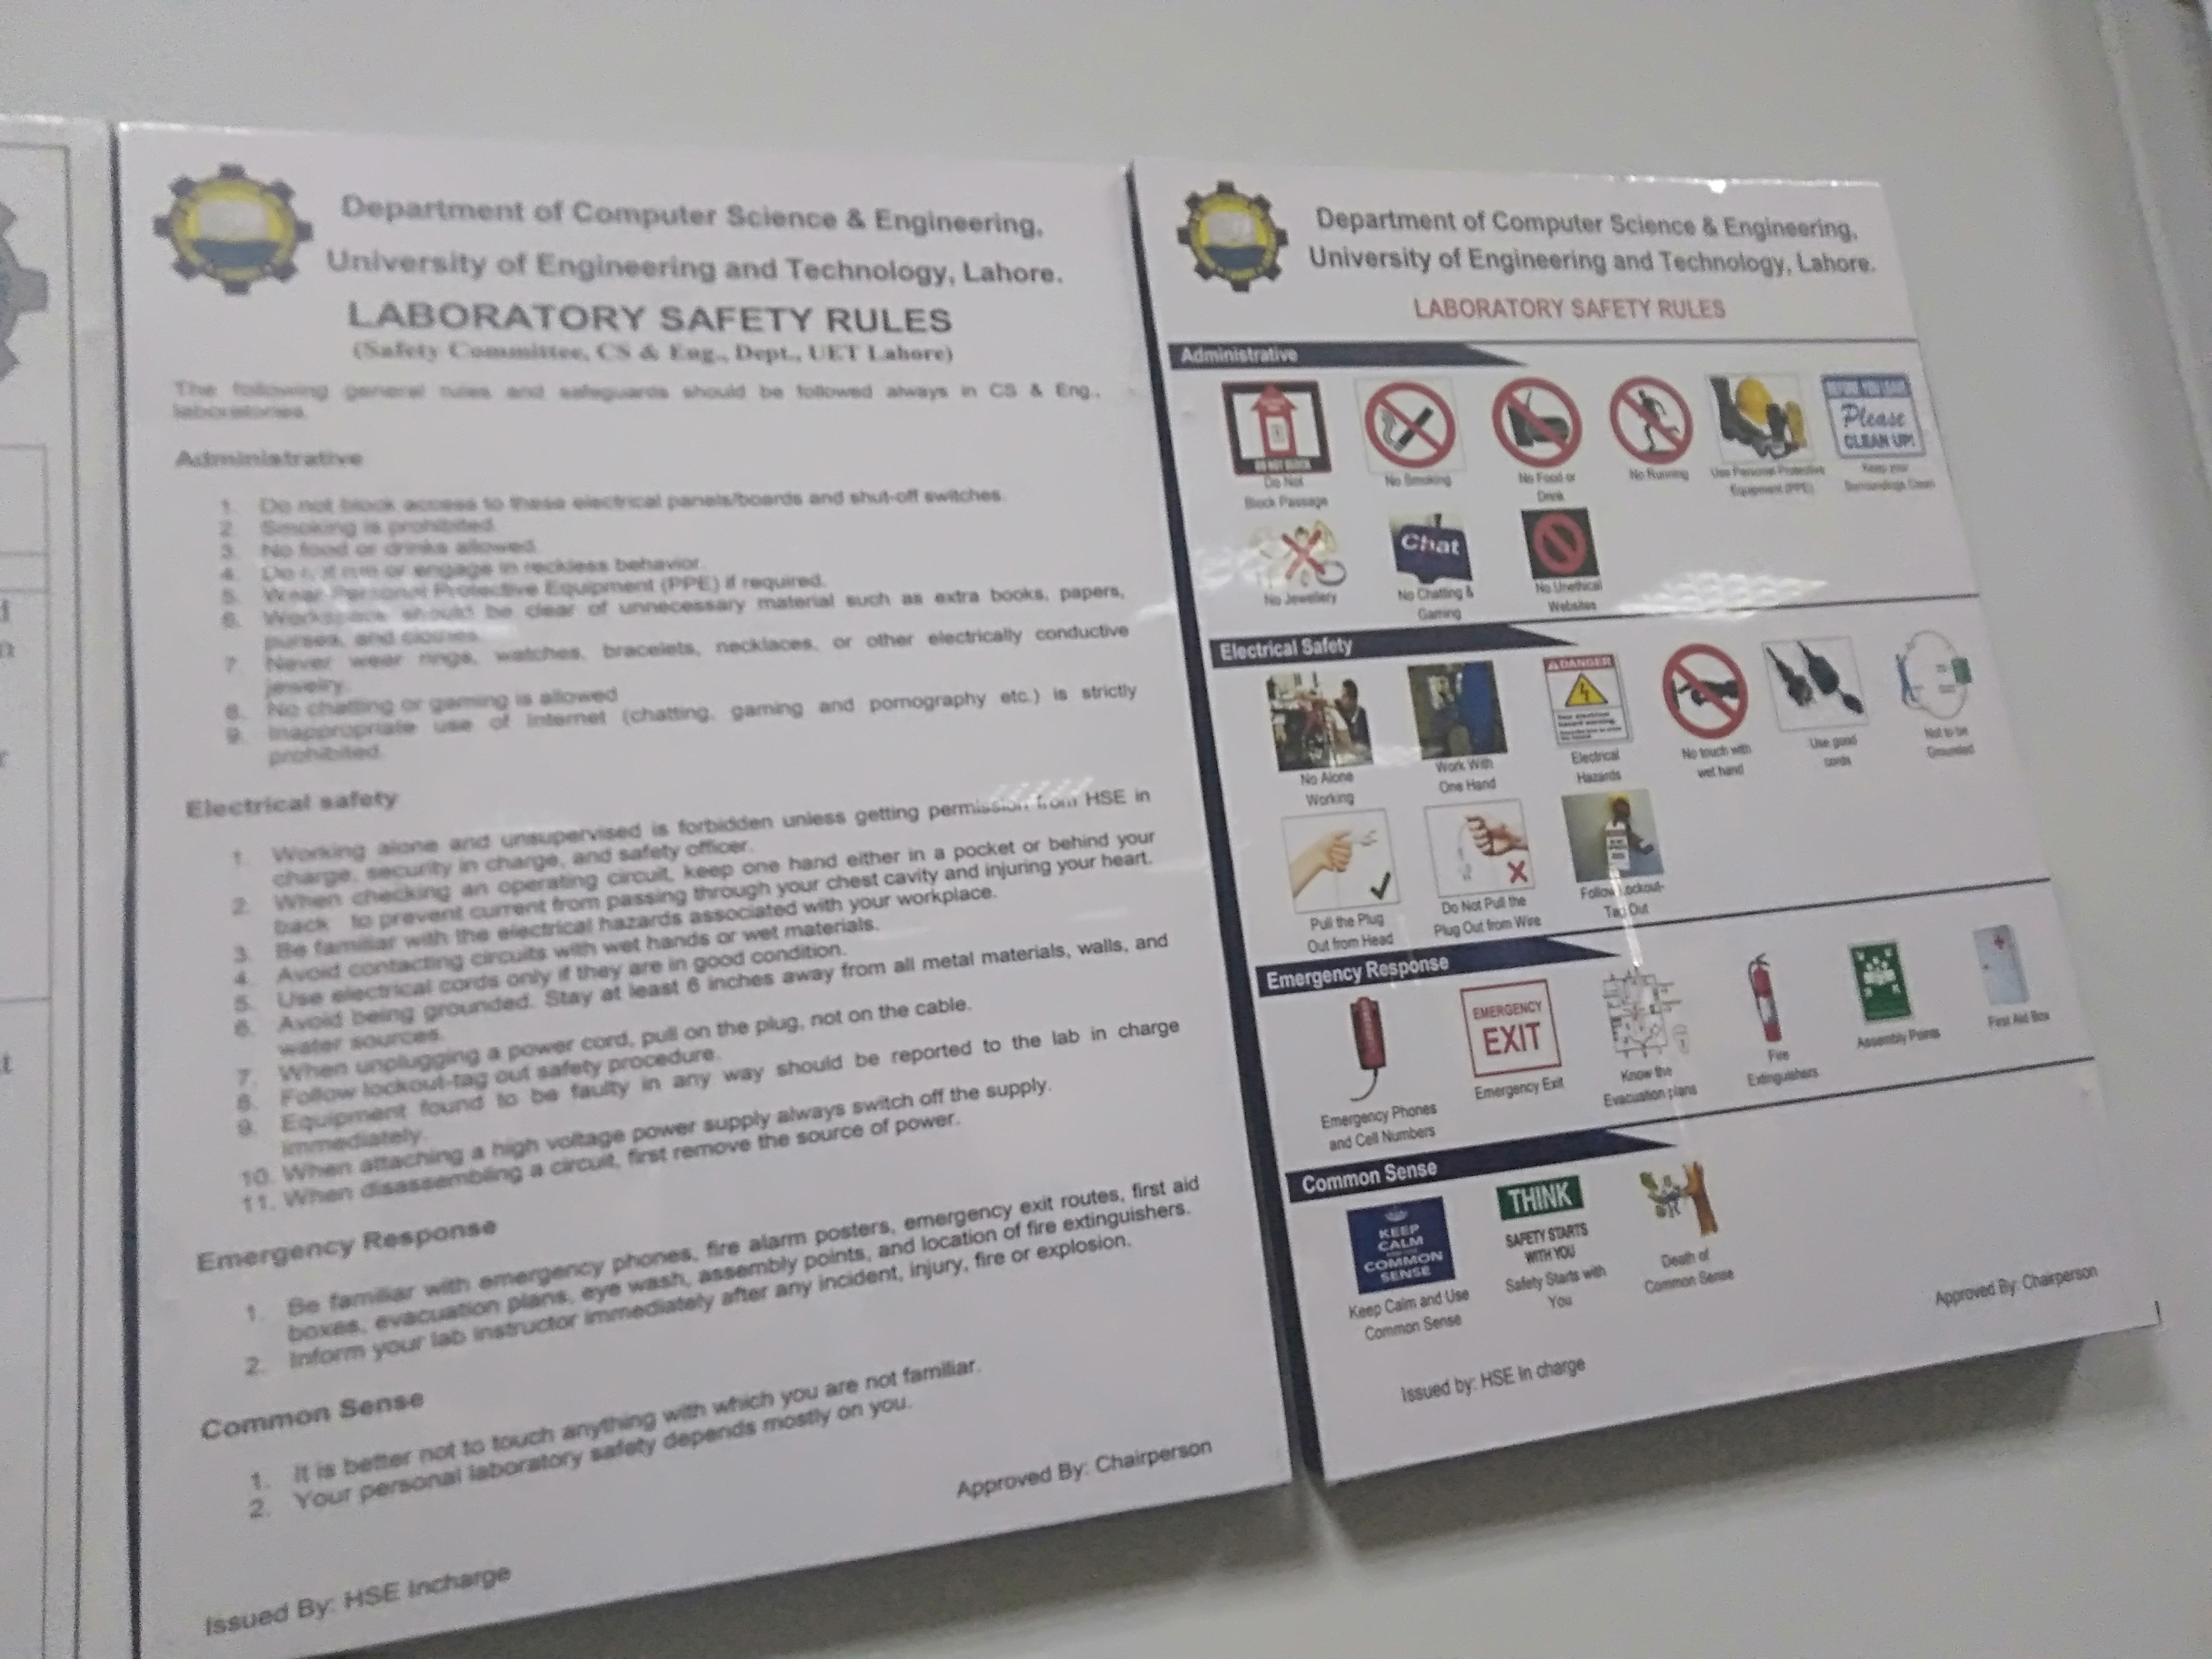 Department of Computer Science & Engineering,
University of Engineering and Technology, Lahore.
LABORATORY SAFETY RULES
(Safety Committee, CS & Eng., Dept., UET Lahore)
The following general rules and safeguards should be followed always in CS & Eng.,
laboratories.
Administrative
1. Do not block access to these electrical panels/boards and shut-off switches.
2. Smoking is prohibited.
3. No food or drinks allowed.
4. Do not run or engage in reckless behavior.
5. Wear Personal Protective Equipment (PPE) if required.
6. Workspace should be clear of unnecessary material such as extra books, papers,
purses, and clothes.
7. Never wear rings, watches, bracelets, necklaces, or other electrically conductive
jewelry.
8. No chatting or gaming is allowed
9. Inappropriate use of Internet (chatting, gaming and pornography etc.) is strictly
prohibited.
Electrical safety
1. Working alone and unsupervised is forbidden unless getting permission from HSE in
charge, security in charge, and safety officer.
2. When checking an operating circuit, keep one hand either in a pocket or behind your
back to prevent current from passing through your chest cavity and injuring your heart.
3. Be familiar with the electrical hazards associated with your workplace.
4. Avoid contacting circuits with wet hands or wet materials.
5. Use electrical cords only if they are in good condition.
6. Avoid being grounded. Stay at least 6 inches away from all metal materials, walls, and
water sources.
7. When unplugging a power cord, pull on the plug, not on the cable.
8. Follow lockout-tag out safety procedure.
9. Equipment found to be faulty in any way should be reported to the lab in charge
immediately.
10. When attaching a high voltage power supply always switch off the supply.
11. When disassembling a circuit, first remove the source of power.
Emergency Response
1. Be familiar with emergency phones, fire alarm posters, emergency exit routes, first aid
boxes, evacuation plans, eye wash, assembly points, and location of fire extinguishers.
2. Inform your lab instructor immediately after any incident, injury, fire or explosion.
Common Sense
1. It is better not to touch anything with which you are not familiar.
2. Your personal laboratory safety depends mostly on you.
Approved By: Chairperson
Issued By: HSE Incharge
Department of Computer Science & Engineering,
University of Engineering and Technology, Lahore.
LABORATORY SAFETY RULES
Administrative
DO NOT BLOCK
BEFORE YOU LEAVE
Please
CLEAN UP!
Do Not
Block Passage
No Smoking
No Food or
Drink
No Running
Use Personal Protective
Equipment (PPE)
Keep your
Surroundings Clean
Chat
No Jewellery
No Chatting &
Gaming
No Unethical
Websites
Electrical Safety
DANGER
No Alone
Working
Work With
One Hand
Electrical
Hazards
No touch with
wet hand
Use good
cords
Not to be
Grounded
Pull the Plug
Out from Head
Do Not Pull the
Plug Out from Wire
Follow Lockout-
Tag Out
Emergency Response
EMERGENCY
EXIT
Emergency Phones
and Cell Numbers
Emergency Exit
Know the
Evacuation plans
Fire
Extinguishers
Assembly Points
First Aid Box
Common Sense
KEEP
CALM
COMMON
SENSE
THINK
SAFETY STARTS
WITH YOU
Keep Calm and Use
Common Sense
Safety Starts with
You
Death of
Common Sense
Approved By: Chairperson
Issued by: HSE In charge